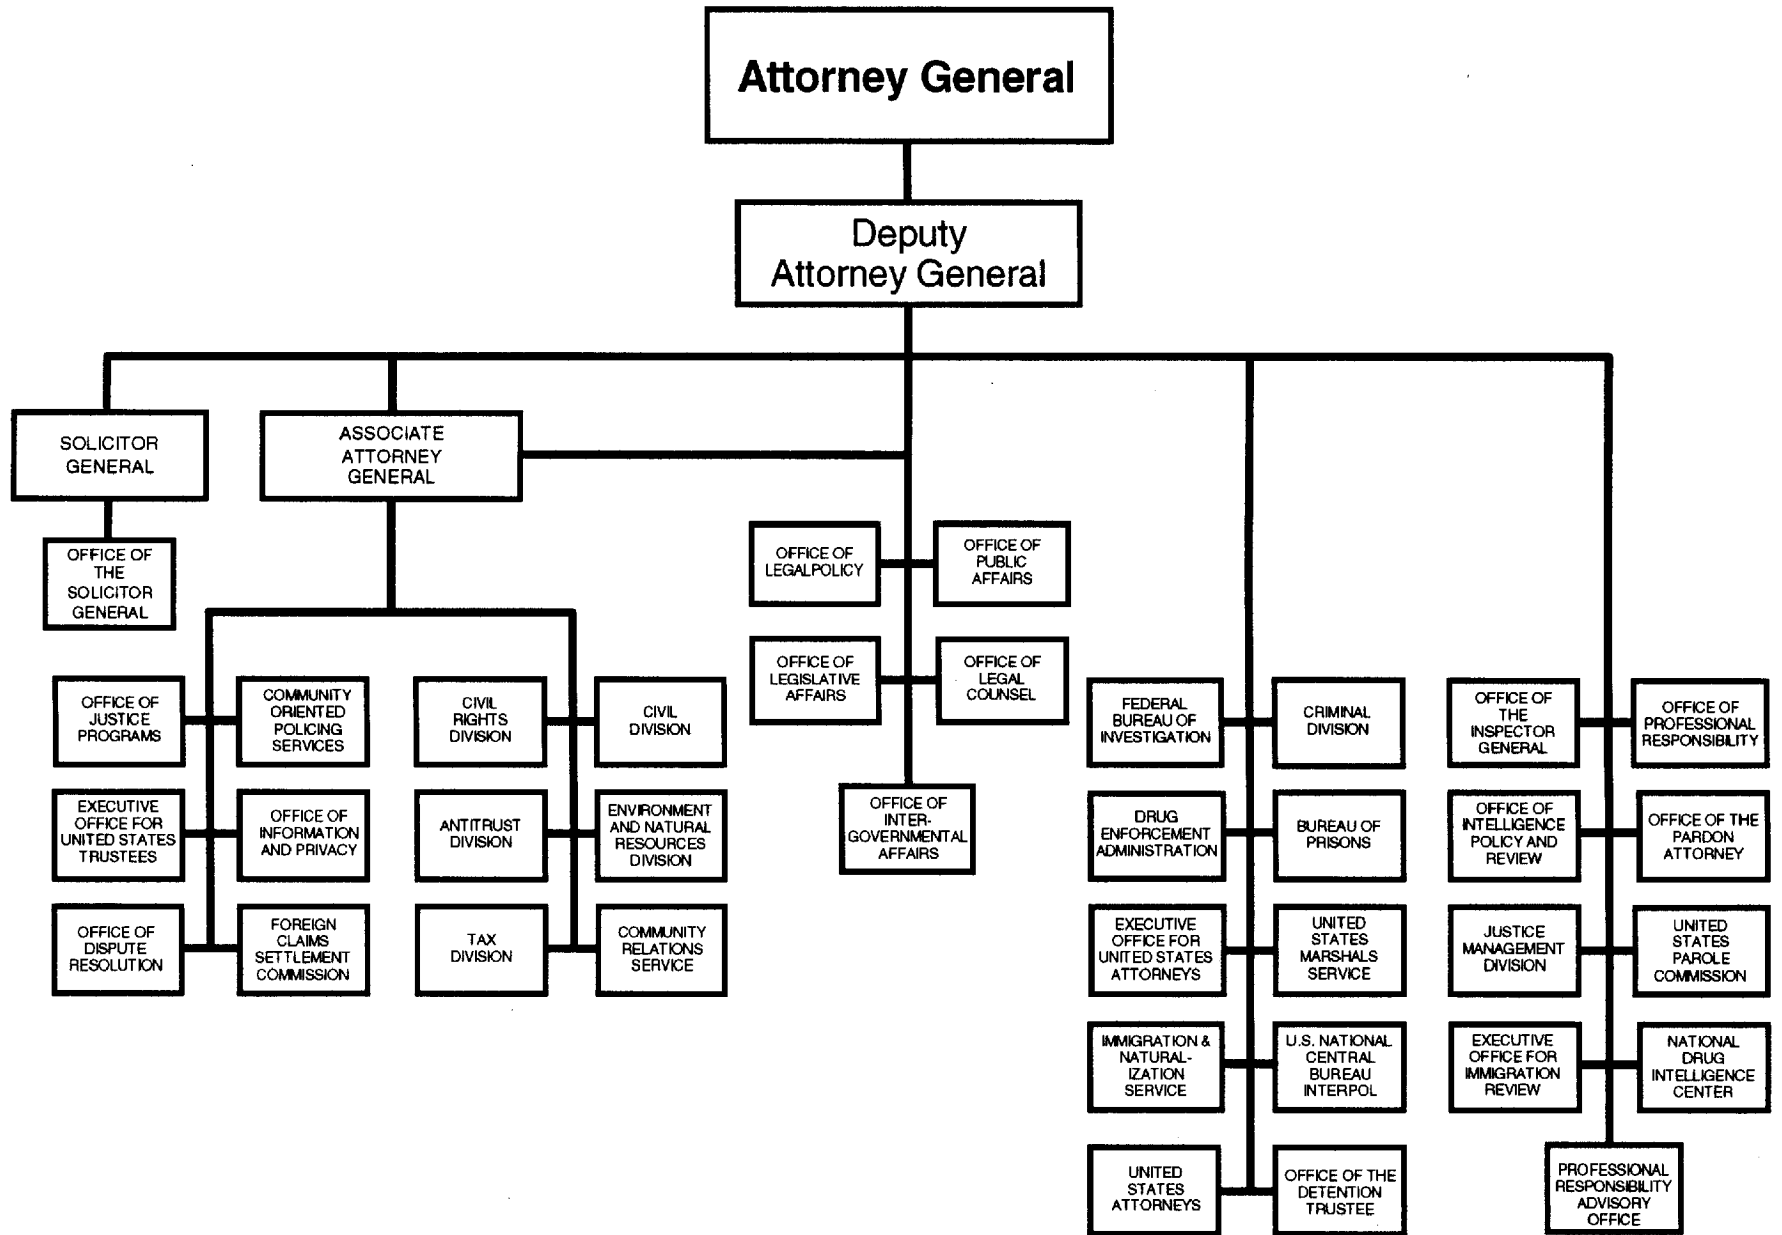 Attorney General
Deputy
Attorney General
SOLICITOR
GENERAL
ASSOCIATE
ATTORNEY
GENERAL
OFFICE OF
THE
SOLICITOR
GENERAL
OFFICE OF
LEGALPOLICY
OFFICE OF
PUBLIC
AFFAIRS
OFFICE OF
LEGISLATIVE
AFFAIRS
OFFICE OF
LEGAL
COUNSEL
OFFICE OF
INTER-
GOVERNMENTAL
AFFAIRS
OFFICE OF
JUSTICE
PROGRAMS
COMMUNITY
ORIENTED
POLICING
SERVICES
EXECUTIVE
OFFICE FOR
UNITED STATES
TRUSTEES
OFFICE OF
INFORMATION
AND PRIVACY
OFFICE OF
DISPUTE
RESOLUTION
FOREIGN
CLAIMS
SETTLEMENT
COMMISSION
CIVIL
RIGHTS
DIVISION
CIVIL
DIVISION
ANTITRUST
DIVISION
ENVIRONMENT
AND NATURAL
RESOURCES
DIVISION
TAX
DIVISION
COMMUNITY
RELATIONS
SERVICE
FEDERAL
BUREAU OF
INVESTIGATION
CRIMINAL
DIVISION
DRUG
ENFORCEMENT
ADMINISTRATION
BUREAU OF
PRISONS
EXECUTIVE
OFFICE FOR
UNITED STATES
ATTORNEYS
UNITED
STATES
MARSHALS
SERVICE
IMMIGRATION &
NATURAL-
IZATION
SERVICE
U.S. NATIONAL
CENTRAL
BUREAU
INTERPOL
UNITED
STATES
ATTORNEYS
OFFICE OF THE
DETENTION
TRUSTEE
OFFICE OF
THE
INSPECTOR
GENERAL
OFFICE OF
PROFESSIONAL
RESPONSIBILITY
OFFICE OF
INTELLIGENCE
POLICY AND
REVIEW
OFFICE OF THE
PARDON
ATTORNEY
JUSTICE
MANAGEMENT
DIVISION
UNITED
STATES
PAROLE
COMMISSION
EXECUTIVE
OFFICE FOR
IMMIGRATION
REVIEW
NATIONAL
DRUG
INTELLIGENCE
CENTER
PROFESSIONAL
RESPONSIBILITY
ADVISORY
OFFICE